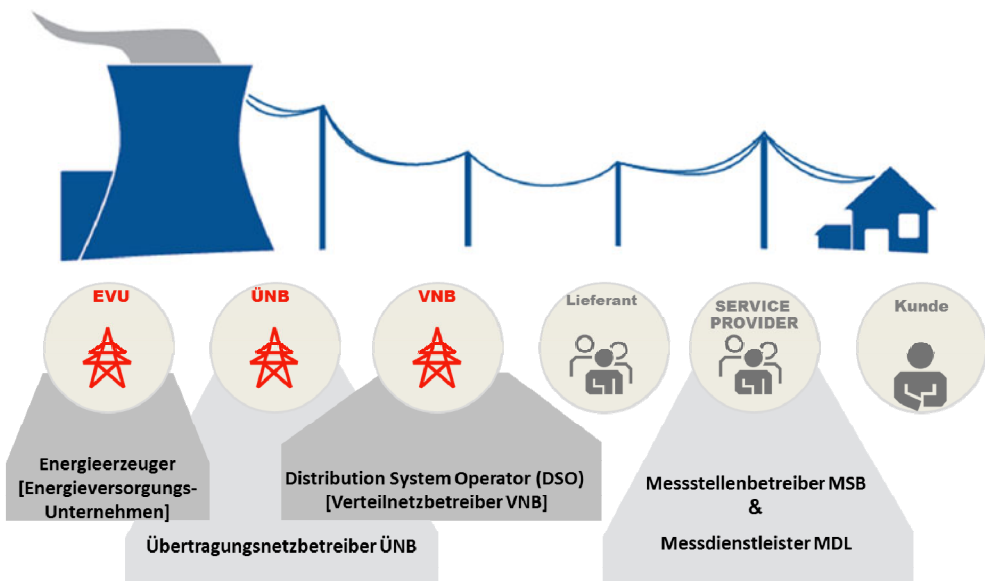 EVU
ÜNB
VNB
Lieferant
SERVICE
PROVIDER
Kunde
Energieerzeuger
[Energieversorgungs-
Unternehmen]
Distribution System Operator (DSO)
[Verteilnetzbetreiber VNB]
Messstellenbetreiber MSB
&
Messdienstleister MDL
Übertragungsnetzbetreiber ÜNB